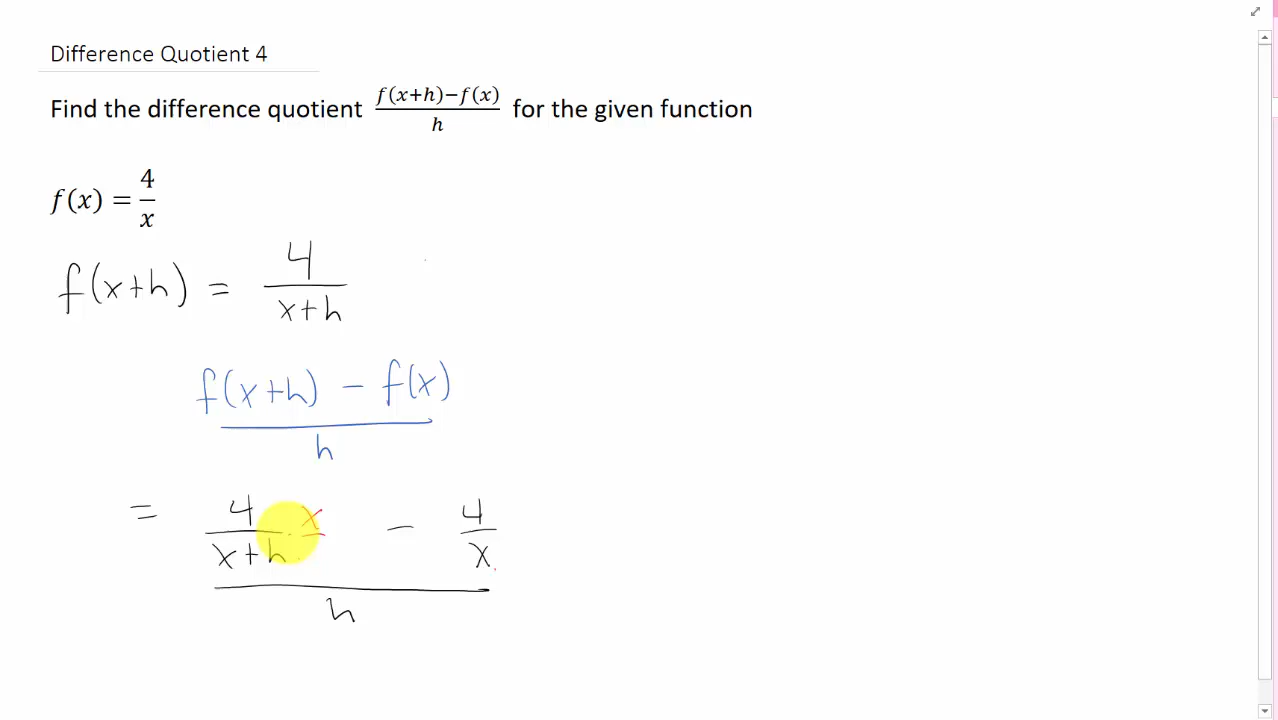 Difference Quotient 4
Find the difference quotient f(x+h)−f(x) / h for the given function
f(x) = 4/x
f(x+h) = 4/(x+h)
f(x+h) − f(x)
h
= 4/(x+h) · x − 4/x
h